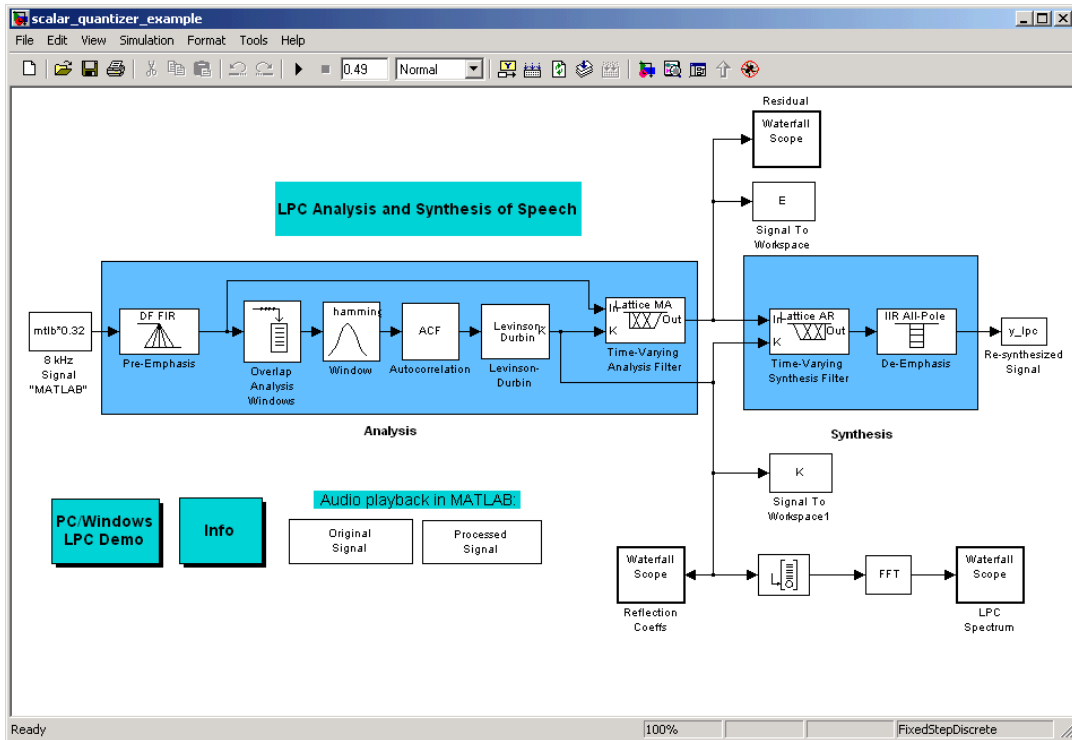 scalar_quantizer_example
File Edit View Simulation Format Tools Help
0.49 Normal
Residual
Waterfall
Scope
LPC Analysis and Synthesis of Speech
E
Signal To
Workspace
mtlb*0.32
8 kHz
Signal
"MATLAB"
DF FIR
Pre-Emphasis
Overlap
Analysis
Windows
hamming
Window
ACF
Autocorrelation
Levinson
Durbin
K
Levinson-
Durbin
Lattice MA
In
K
Out
Time-Varying
Analysis Filter
Analysis
Lattice AR
In
K
Out
Time-Varying
Synthesis Filter
IIR All-Pole
De-Emphasis
Synthesis
y_lpc
Re-synthesized
Signal
K
Signal To
Workspace1
PC/Windows
LPC Demo
Info
Audio playback in MATLAB:
Original
Signal
Processed
Signal
Waterfall
Scope
Reflection
Coeffs
FFT
Waterfall
Scope
LPC
Spectrum
Ready 100% FixedStepDiscrete